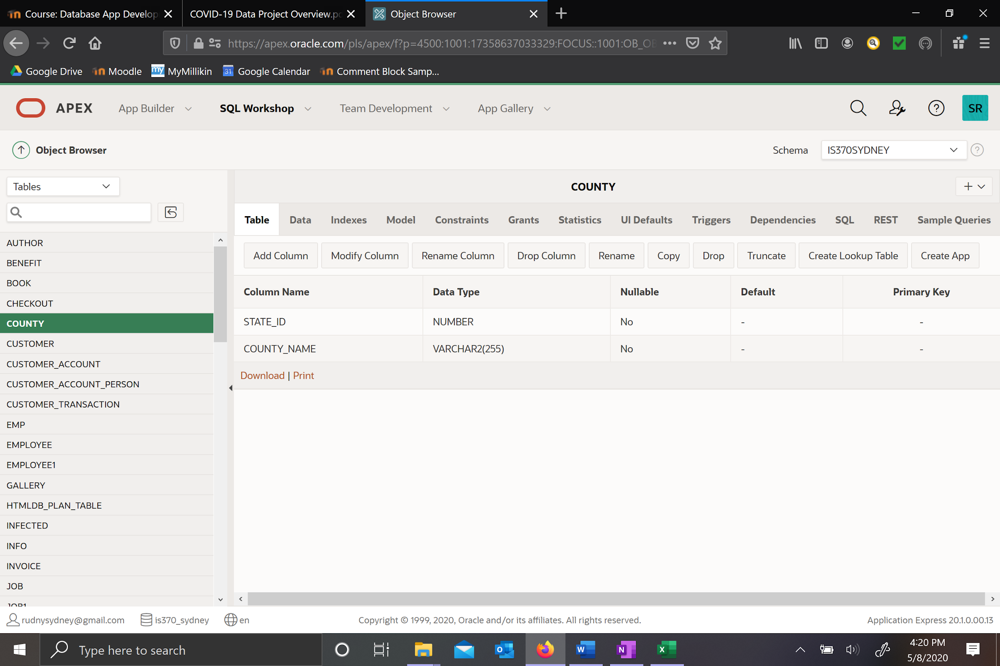 Course: Database App Develop
COVID-19 Data Project Overview.pd
Object Browser
https://apex.oracle.com/pls/apex/f?p=4500:1001:17358637033329:FOCUS::1001:OB_OB
Google Drive
Moodle
my MyMillikin
31 Google Calendar
Comment Block Samp...
APEX
App Builder
SQL Workshop
Team Development
App Gallery
SR
Object Browser
Schema
IS370SYDNEY
Tables
COUNTY
Table
Data
Indexes
Model
Constraints
Grants
Statistics
UI Defaults
Triggers
Dependencies
SQL
REST
Sample Queries
Add Column
Modify Column
Rename Column
Drop Column
Rename
Copy
Drop
Truncate
Create Lookup Table
Create App
Column Name Data Type Nullable Default Primary Key
STATE_ID NUMBER No - -
COUNTY_NAME VARCHAR2(255) No - -
Download | Print
AUTHOR
BENEFIT
BOOK
CHECKOUT
COUNTY
CUSTOMER
CUSTOMER_ACCOUNT
CUSTOMER_ACCOUNT_PERSON
CUSTOMER_TRANSACTION
EMP
EMPLOYEE
EMPLOYEE1
GALLERY
HTMLDB_PLAN_TABLE
INFECTED
INFO
INVOICE
JOB
JOB1
rudnysydney@gmail.com
is370_sydney
en
Copyright © 1999, 2020, Oracle and/or its affiliates. All rights reserved.
Application Express 20.1.0.00.13
Type here to search
4:20 PM
5/8/2020